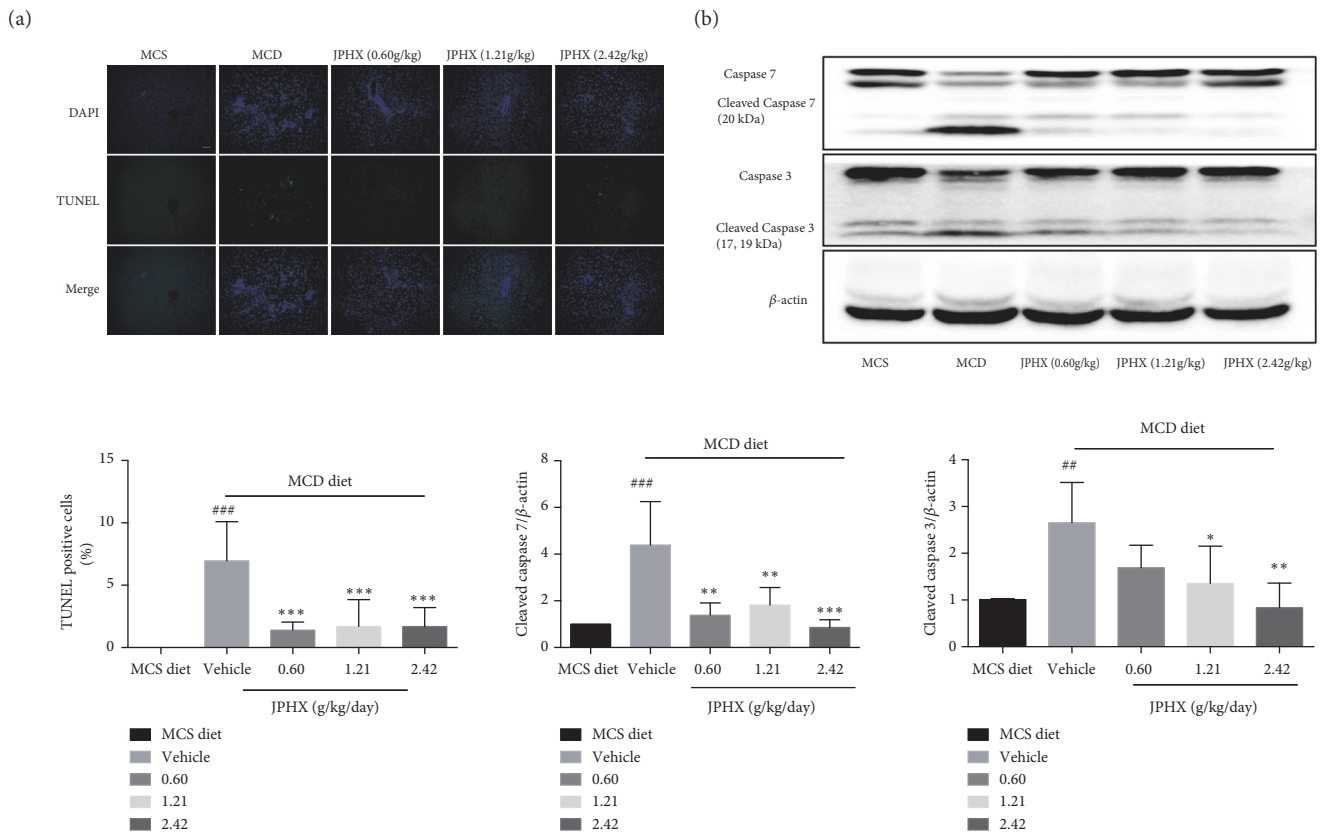 (a)
MCS MCD JPHX (0.60g/kg) JPHX (1.21g/kg) JPHX (2.42g/kg)
DAPI
TUNEL
Merge
(b)
Caspase 7
Cleaved Caspase 7
(20 kDa)
Caspase 3
Cleaved Caspase 3
(17, 19 kDa)
β-actin
MCS MCD JPHX (0.60g/kg) JPHX (1.21g/kg) JPHX (2.42g/kg)
TUNEL positive cells
(%)
15
10
5
0
MCD diet
###
***
***
***
MCS diet Vehicle 0.60 1.21 2.42
JPHX (g/kg/day)
MCS diet
Vehicle
0.60
1.21
2.42
Cleaved caspase 7/β-actin
8
6
4
2
0
MCD diet
###
**
**
***
MCS diet Vehicle 0.60 1.21 2.42
JPHX (g/kg/day)
MCS diet
Vehicle
0.60
1.21
2.42
Cleaved caspase 3/β-actin
4
3
2
1
0
MCD diet
##
*
**
MCS diet Vehicle 0.60 1.21 2.42
JPHX (g/kg/day)
MCS diet
Vehicle
0.60
1.21
2.42